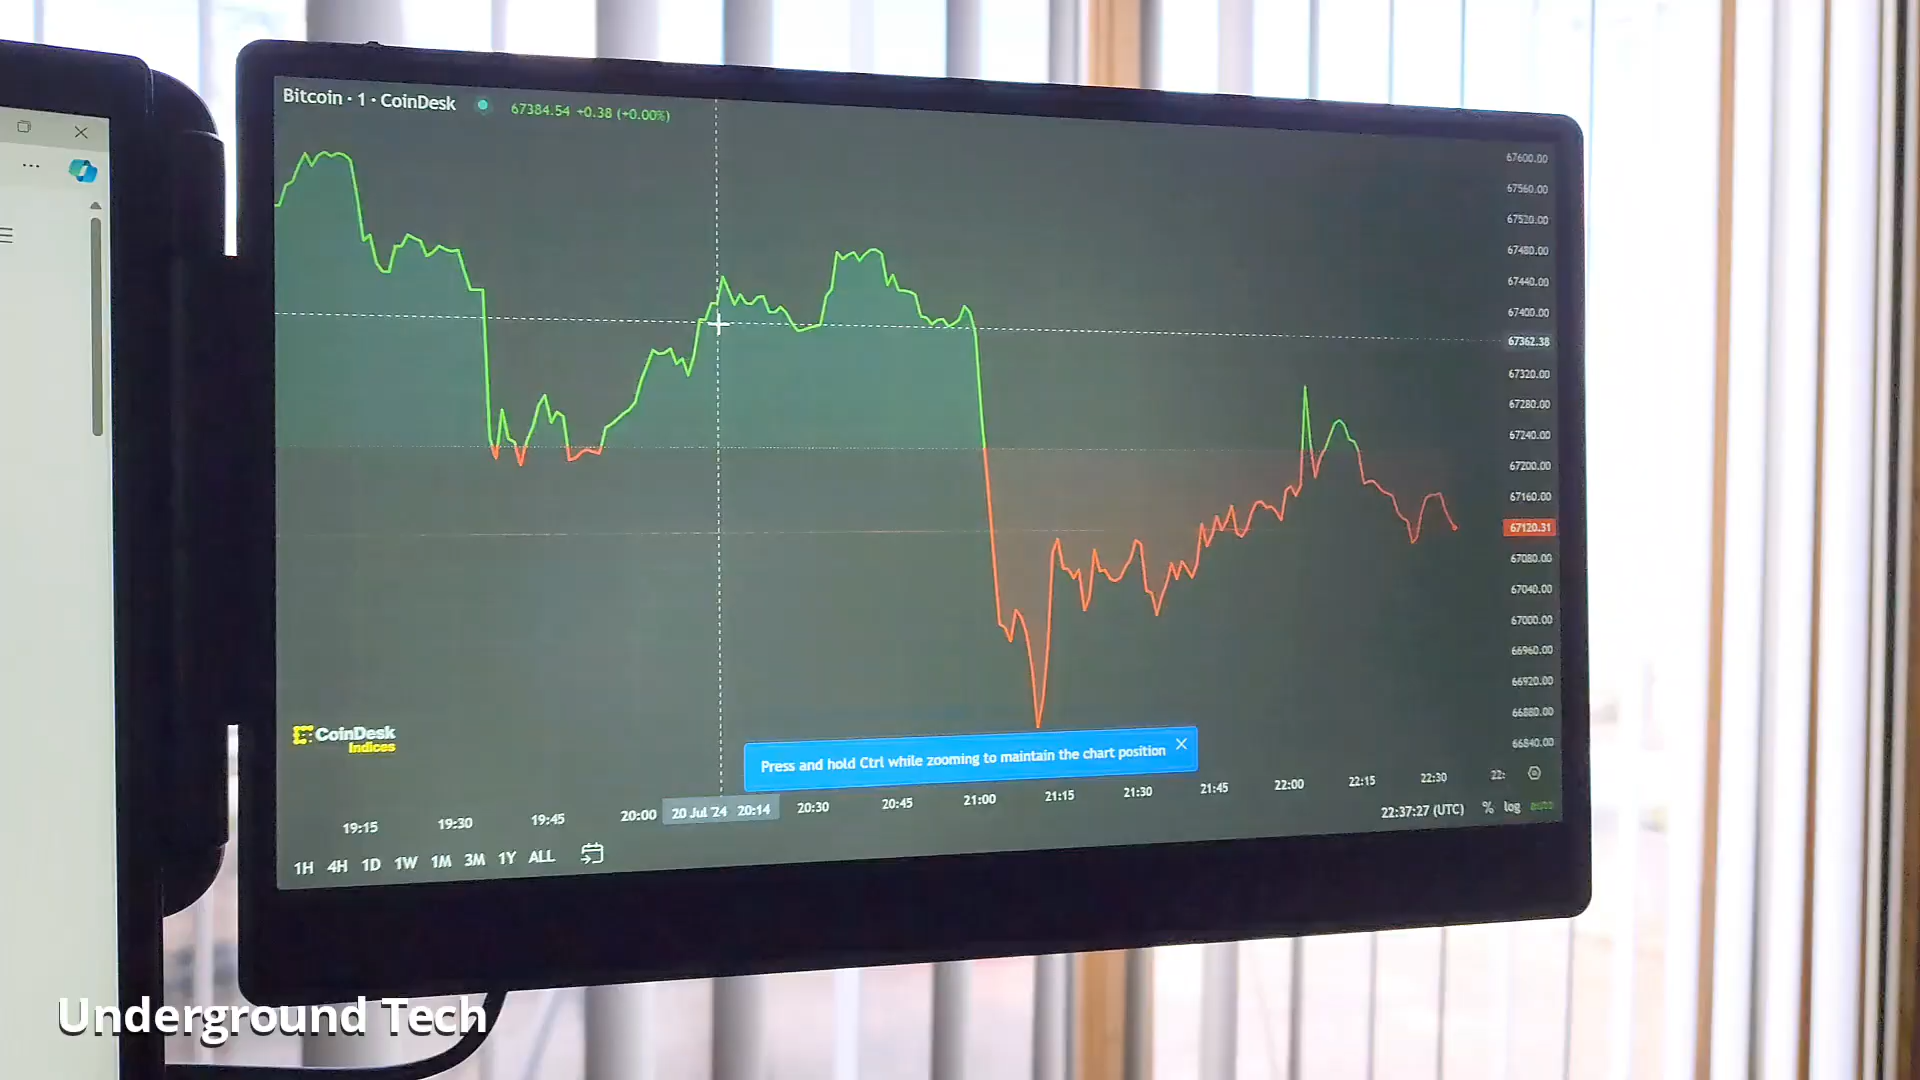 Bitcoin · 1 · CoinDesk
67384.54 +0.38 (+0.00%)
67600.00
67560.00
67520.00
67480.00
67440.00
67400.00
67362.38
67320.00
67280.00
67240.00
67200.00
67160.00
67120.31
67080.00
67040.00
67000.00
66960.00
66920.00
66880.00
66840.00
CoinDesk
Indices
Press and hold Ctrl while zooming to maintain the chart position
19:15 19:30 19:45 20:00 20 Jul '24 20:14 20:30 20:45 21:00 21:15 21:30 21:45 22:00 22:15 22:30 22:
22:37:27 (UTC) % log auto
1H 4H 1D 1W 1M 3M 1Y ALL
Underground Tech